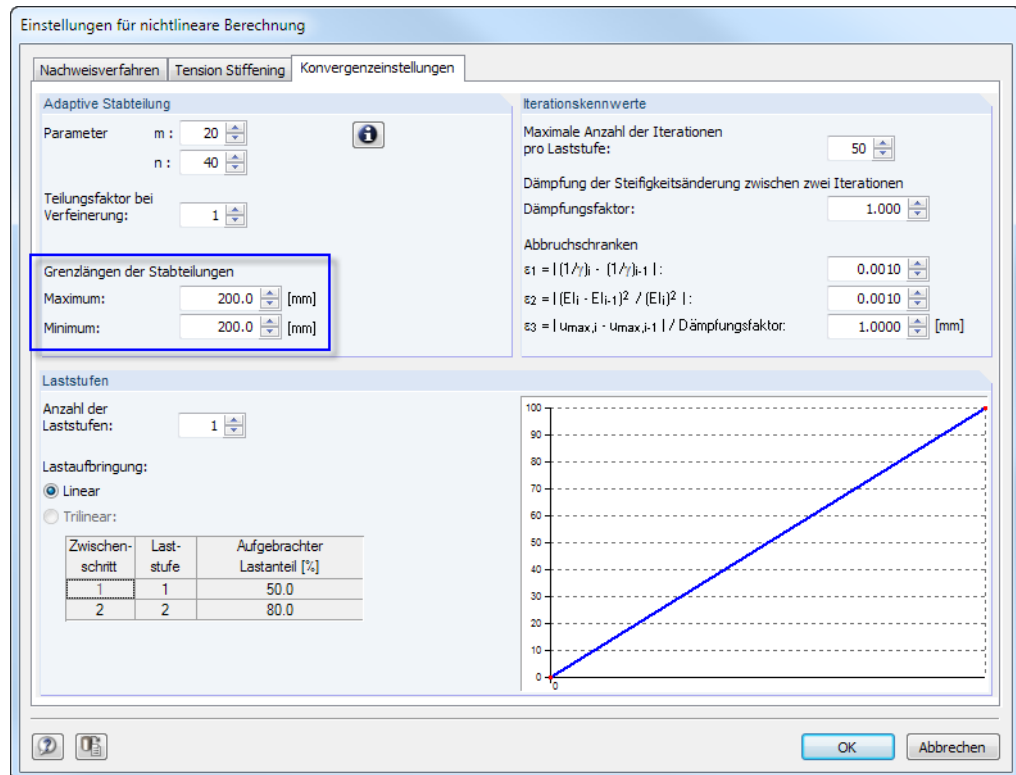 Einstellungen für nichtlineare Berechnung
Nachweisverfahren Tension Stiffening Konvergenzeinstellungen
Adaptive Stabteilung
Parameter m : 20
n : 40
Teilungsfaktor bei
Verfeinerung: 1
Grenzlängen der Stabteilungen
Maximum: 200.0 [mm]
Minimum: 200.0 [mm]
Iterationskennwerte
Maximale Anzahl der Iterationen
pro Laststufe: 50
Dämpfung der Steifigkeitsänderung zwischen zwei Iterationen
Dämpfungsfaktor: 1.000
Abbruchschranken
ε1 = | (1/γ)i - (1/γ)i-1 | : 0.0010
ε2 = | (EIi - EIi-1)² / (EIi)² | : 0.0010
ε3 = | umax,i - umax,i-1 | / Dämpfungsfaktor: 1.0000 [mm]
Laststufen
Anzahl der
Laststufen: 1
Lastaufbringung:
Linear
Trilinear:
Zwischen- Last- Aufgebrachter
schritt stufe Lastanteil [%]
1 1 50.0
2 2 80.0
100
90
80
70
60
50
40
30
20
10
0
0
OK Abbrechen